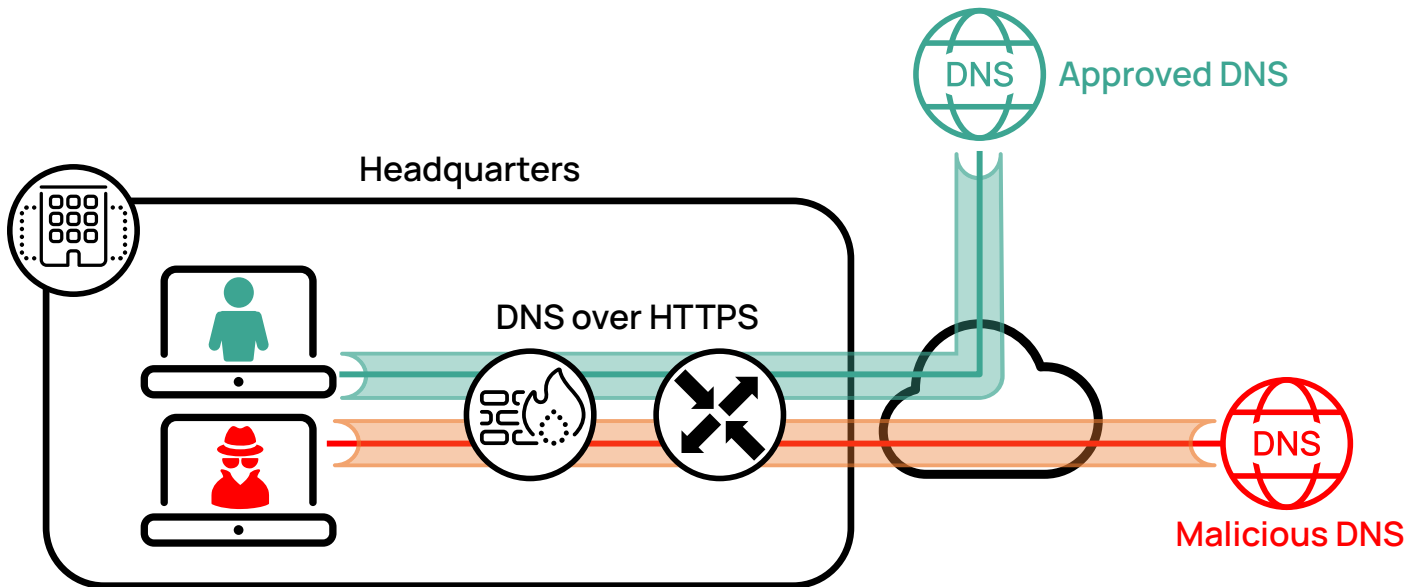 DNS
Approved DNS
Headquarters
DNS over HTTPS
DNS
Malicious DNS